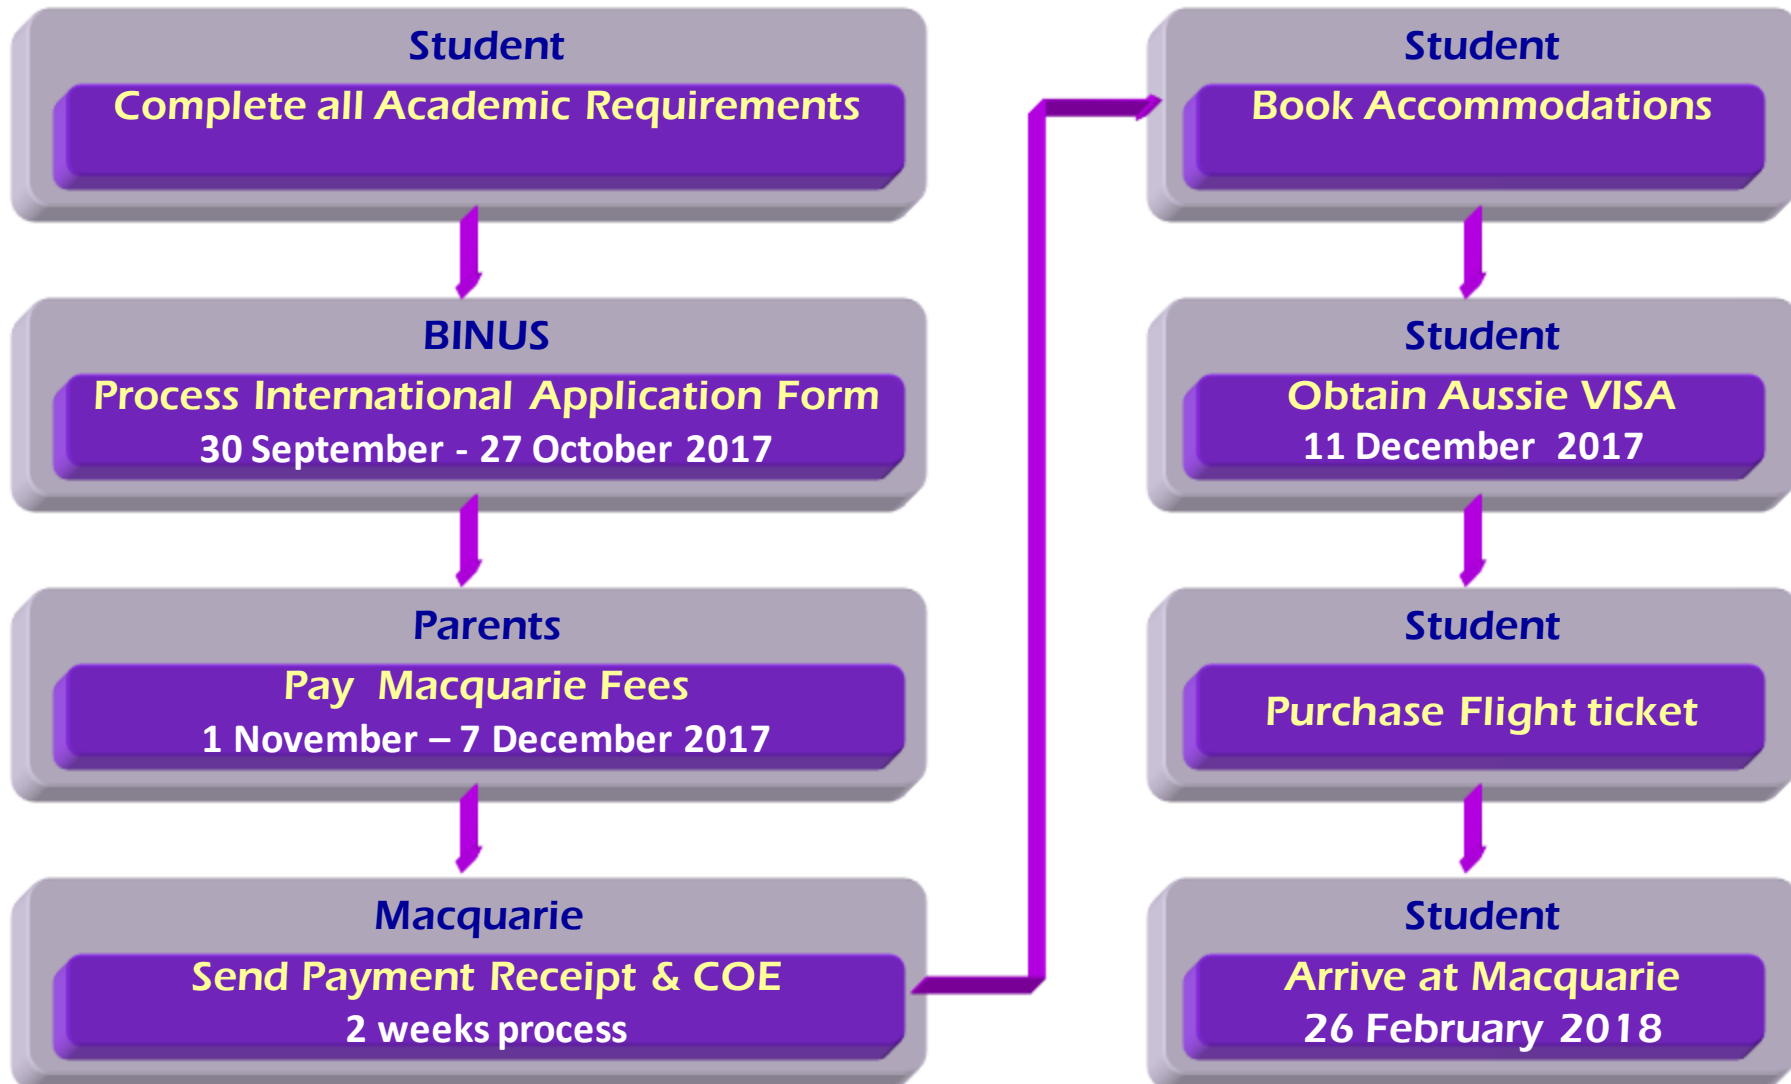 Student
Complete all Academic Requirements
BINUS
Process International Application Form
30 September - 27 October 2017
Parents
Pay Macquarie Fees
1 November – 7 December 2017
Macquarie
Send Payment Receipt & COE
2 weeks process
Student
Book Accommodations
Student
Obtain Aussie VISA
11 December 2017
Student
Purchase Flight ticket
Student
Arrive at Macquarie
26 February 2018